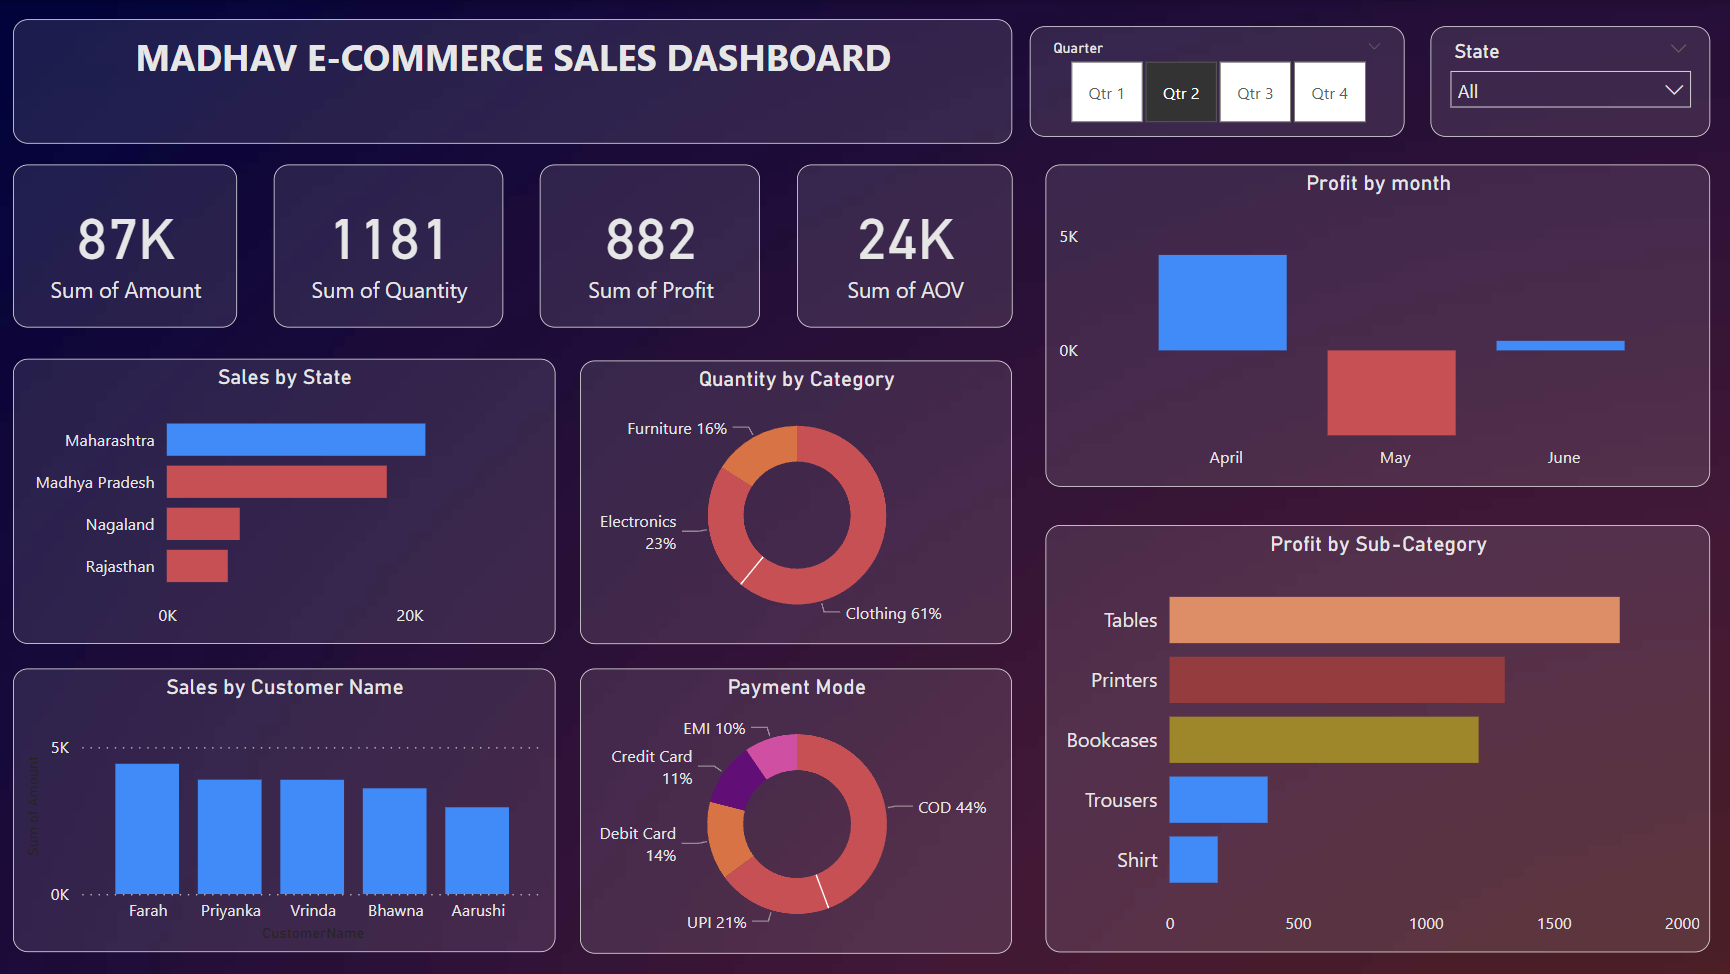 MADHAV E-COMMERCE SALES DASHBOARD
Quarter
Qtr 1
Qtr 2
Qtr 3
Qtr 4
State
All
87K
Sum of Amount
1181
Sum of Quantity
882
Sum of Profit
24K
Sum of AOV
Profit by month
5K
0K
April
May
June
Sales by State
Maharashtra
Madhya Pradesh
Nagaland
Rajasthan
0K
20K
Quantity by Category
Furniture 16%
Electronics
23%
Clothing 61%
Profit by Sub-Category
Tables
Printers
Bookcases
Trousers
Shirt
0
500
1000
1500
2000
Sales by Customer Name
Sum of Amount
5K
0K
Farah
Priyanka
Vrinda
Bhawna
Aarushi
CustomerName
Payment Mode
EMI 10%
Credit Card
11%
Debit Card
14%
UPI 21%
COD 44%